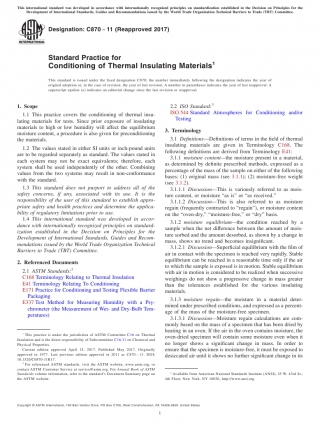 This international standard was developed in accordance with internationally recognized principles on standardization established in the Decision on Principles for the
Development of International Standards, Guides and Recommendations issued by the World Trade Organization Technical Barriers to Trade (TBT) Committee.
INTERNATIONAL
Designation: C870 - 11 (Reapproved 2017)
Standard Practice for
Conditioning of Thermal Insulating Materials¹
This standard is issued under the fixed designation C870; the number immediately following the designation indicates the year of
original adoption or, in the case of revision, the year of last revision. A number in parentheses indicates the year of last reapproval. A
superscript epsilon (ε) indicates an editorial change since the last revision or reapproval.
1. Scope
1.1 This practice covers the conditioning of thermal insu-
lating materials for tests. Since prior exposure of insulating
materials to high or low humidity will affect the equilibrium
moisture content, a procedure is also given for preconditioning
the materials.
1.2 The values stated in either SI units or inch-pound units
are to be regarded separately as standard. The values stated in
each system may not be exact equivalents; therefore, each
system shall be used independently of the other. Combining
values from the two systems may result in non-conformance
with the standard.
1.3 This standard does not purport to address all of the
safety concerns, if any, associated with its use. It is the
responsibility of the user of this standard to establish appro-
priate safety and health practices and determine the applica-
bility of regulatory limitations prior to use.
1.4 This international standard was developed in accor-
dance with internationally recognized principles on standard-
ization established in the Decision on Principles for the
Development of International Standards, Guides and Recom-
mendations issued by the World Trade Organization Technical
Barriers to Trade (TBT) Committee.
2. Referenced Documents
2.1 ASTM Standards:²
C168 Terminology Relating to Thermal Insulation
E41 Terminology Relating To Conditioning
E171 Practice for Conditioning and Testing Flexible Barrier
Packaging
E337 Test Method for Measuring Humidity with a Psy-
chrometer (the Measurement of Wet- and Dry-Bulb Tem-
peratures)
¹ This practice is under the jurisdiction of ASTM Committee C16 on Thermal
Insulation and is the direct responsibility of Subcommittee C16.31 on Chemical and
Physical Properties.
Current edition approved April 15, 2017. Published May 2017. Originally
approved in 1977. Last previous edition approved in 2011 as C870 – 11. DOI:
10.1520/C0870-11R17.
² For referenced ASTM standards, visit the ASTM website, www.astm.org, or
contact ASTM Customer Service at service@astm.org. For Annual Book of ASTM
Standards volume information, refer to the standard's Document Summary page on
the ASTM website.
2.2 ISO Standard:³
ISO 544 Standard Atmospheres for Conditioning and/or
Testing
3. Terminology
3.1 Definitions—Definitions of terms in the field of thermal
insulating materials are given in Terminology C168. The
following definitions are derived from Terminology E41:
3.1.1 moisture content—the moisture present in a material,
as determined by definite prescribed methods, expressed as a
percentage of the mass of the sample on either of the following
bases: (1) original mass (see 3.1.1.1); (2) moisture-free weight
(see 3.1.2).
3.1.1.1 Discussion—This is variously referred to as mois-
ture content, or moisture "as is" or "as received."
3.1.1.2 Discussion—This is also referred to as moisture
regain (frequently contracted to "regain"), or moisture content
on the "oven-dry," "moisture-free," or "dry" basis.
3.1.2 moisture equilibrium—the condition reached by a
sample when the net difference between the amount of mois-
ture sorbed and the amount desorbed, as shown by a change in
mass, shows no trend and becomes insignificant.
3.1.2.1 Discussion—Superficial equilibrium with the film of
air in contact with the specimen is reached very rapidly. Stable
equilibrium can be reached in a reasonable time only if the air
to which the sample is exposed is in motion. Stable equilibrium
with air in motion is considered to be realized when successive
weighings do not show a progressive change in mass greater
than the tolerances established for the various insulating
materials.
3.1.3 moisture regain—the moisture in a material deter-
mined under prescribed conditions, and expressed as a percent-
age of the mass of the moisture-free specimen.
3.1.3.1 Discussion—Moisture regain calculations are com-
monly based on the mass of a specimen that has been dried by
heating in an oven. If the air in the oven contains moisture, the
oven-dried specimen will contain some moisture even when it
no longer shows a significant change in mass. In order to
ensure that the specimen is moisture-free, it must be exposed to
desiccated air until it shows no further significant change in its
³ Available from American National Standards Institute (ANSI), 25 W. 43rd St.,
4th Floor, New York, NY 10036, http://www.ansi.org.
Copyright © ASTM International, 100 Barr Harbor Drive, PO Box C700, West Conshohocken, PA 19428-2959. United States
1